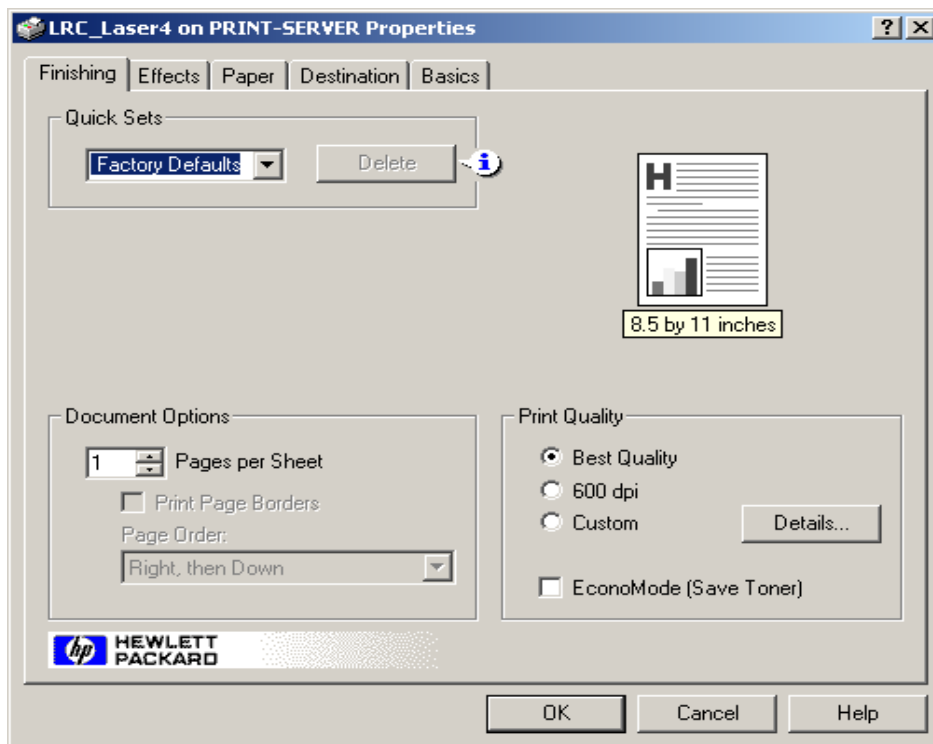 LRC_Laser4 on PRINT-SERVER Properties
Finishing Effects Paper Destination Basics
Quick Sets
Factory Defaults Delete i
H
8.5 by 11 inches
Document Options
1 Pages per Sheet
Print Page Borders
Page Order:
Right, then Down
Print Quality
Best Quality
600 dpi
Custom Details...
EconoMode (Save Toner)
hp HEWLETT
PACKARD
OK Cancel Help